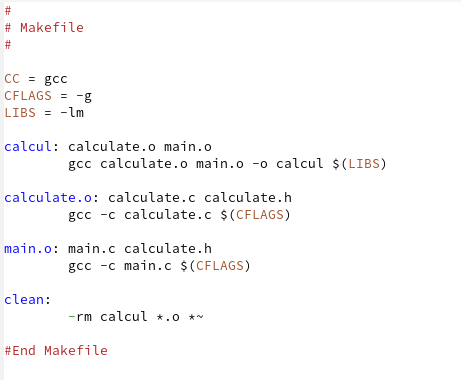 #
# Makefile
#

CC = gcc
CFLAGS = -g
LIBS = -lm

calcul: calculate.o main.o
        gcc calculate.o main.o -o calcul $(LIBS)

calculate.o: calculate.c calculate.h
        gcc -c calculate.c $(CFLAGS)

main.o: main.c calculate.h
        gcc -c main.c $(CFLAGS)

clean:
        -rm calcul *.o *~

#End Makefile